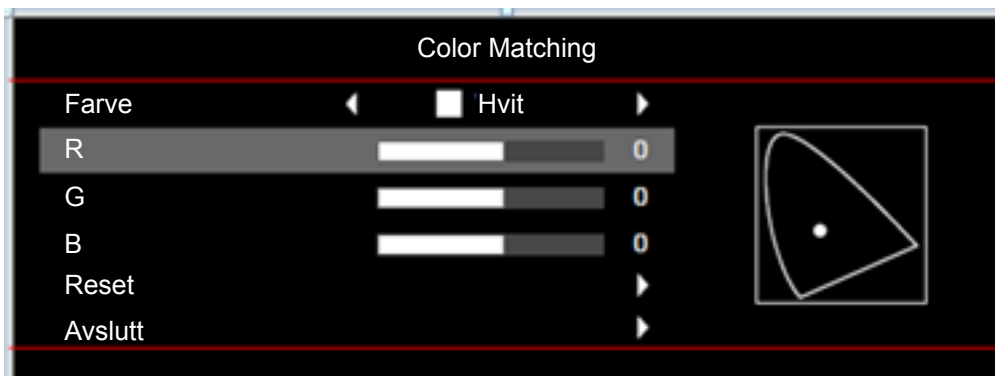 Color Matching
Farve Hvit
R 0
G 0
B 0
Reset
Avslutt